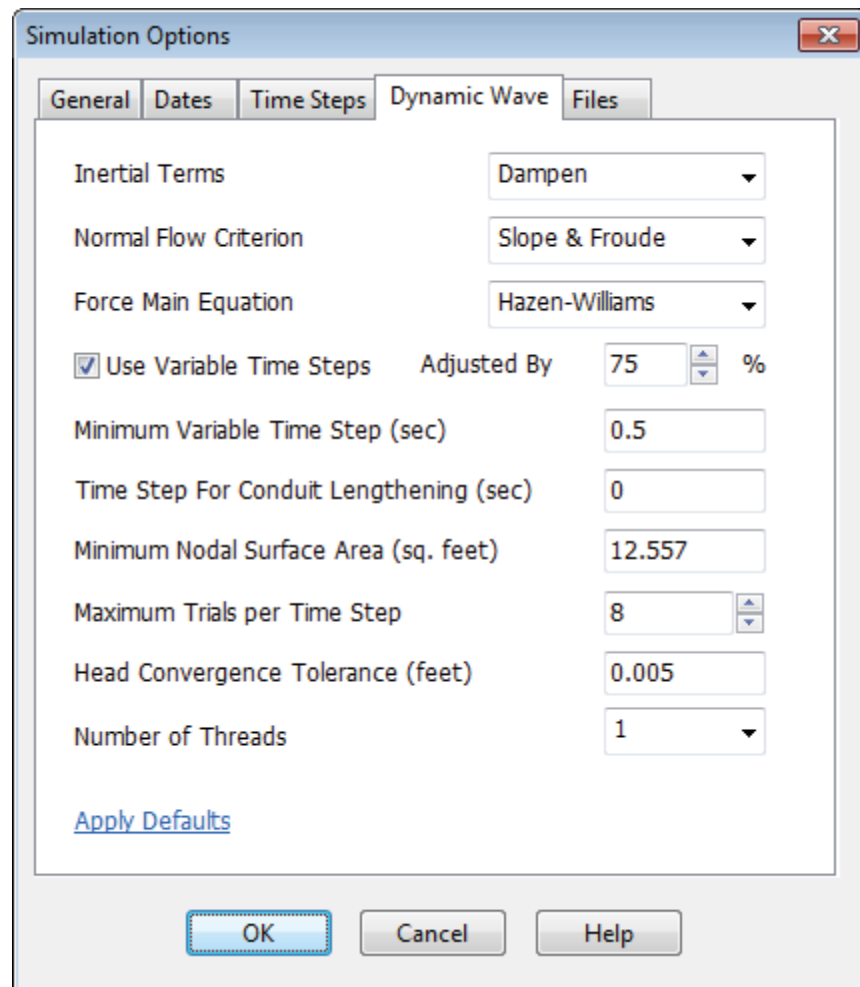 Simulation Options
General Dates Time Steps Dynamic Wave Files
Inertial Terms Dampen
Normal Flow Criterion Slope & Froude
Force Main Equation Hazen-Williams
Use Variable Time Steps Adjusted By 75 %
Minimum Variable Time Step (sec) 0.5
Time Step For Conduit Lengthening (sec) 0
Minimum Nodal Surface Area (sq. feet) 12.557
Maximum Trials per Time Step 8
Head Convergence Tolerance (feet) 0.005
Number of Threads 1
Apply Defaults
OK Cancel Help